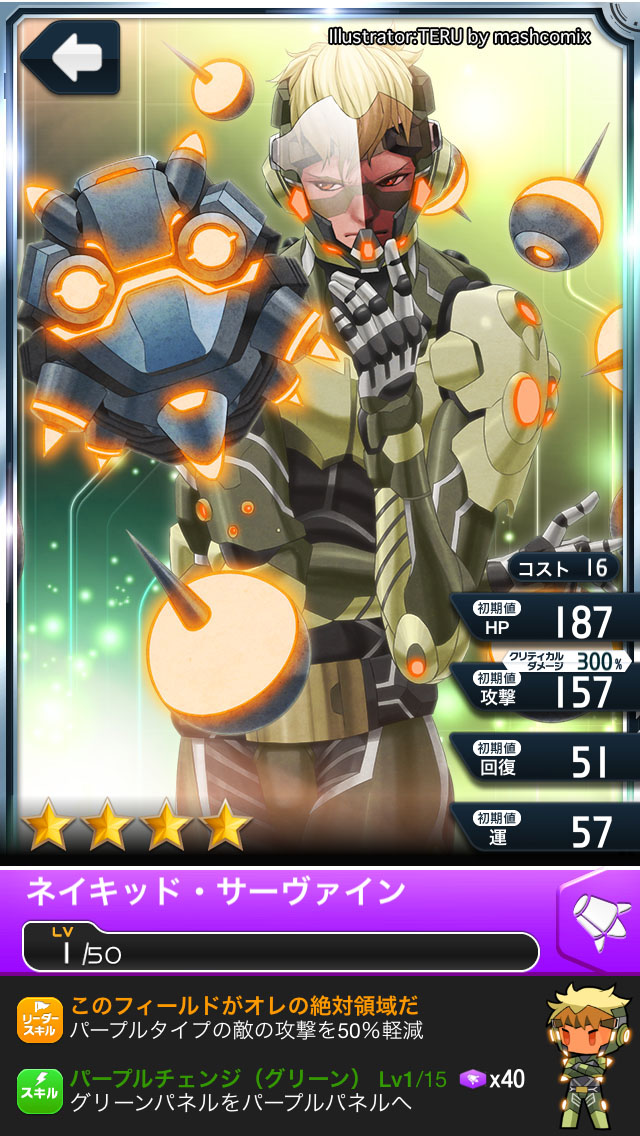 Illustrator:TERU by mashcomix
コスト 16
初期値
HP 187
クリティカル
ダメージ 300%
初期値
攻撃 157
初期値
回復 51
初期値
運 57
ネイキッド・サーヴァイン
LV
1/50
リーダー
スキル
このフィールドがオレの絶対領域だ
パープルタイプの敵の攻撃を50%軽減
スキル
パープルチェンジ（グリーン） Lv1/15 x40
グリーンパネルをパープルパネルへ